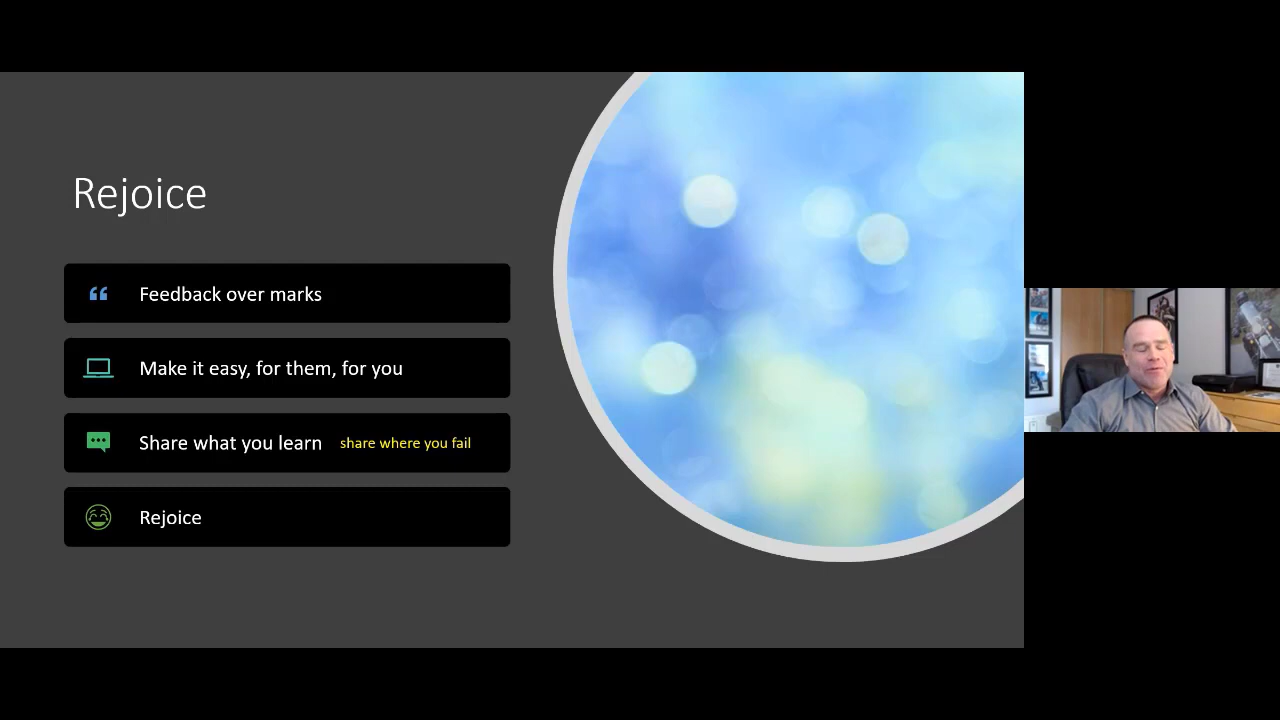 Rejoice
Feedback over marks
Make it easy, for them, for you
Share what you learn share where you fail
Rejoice